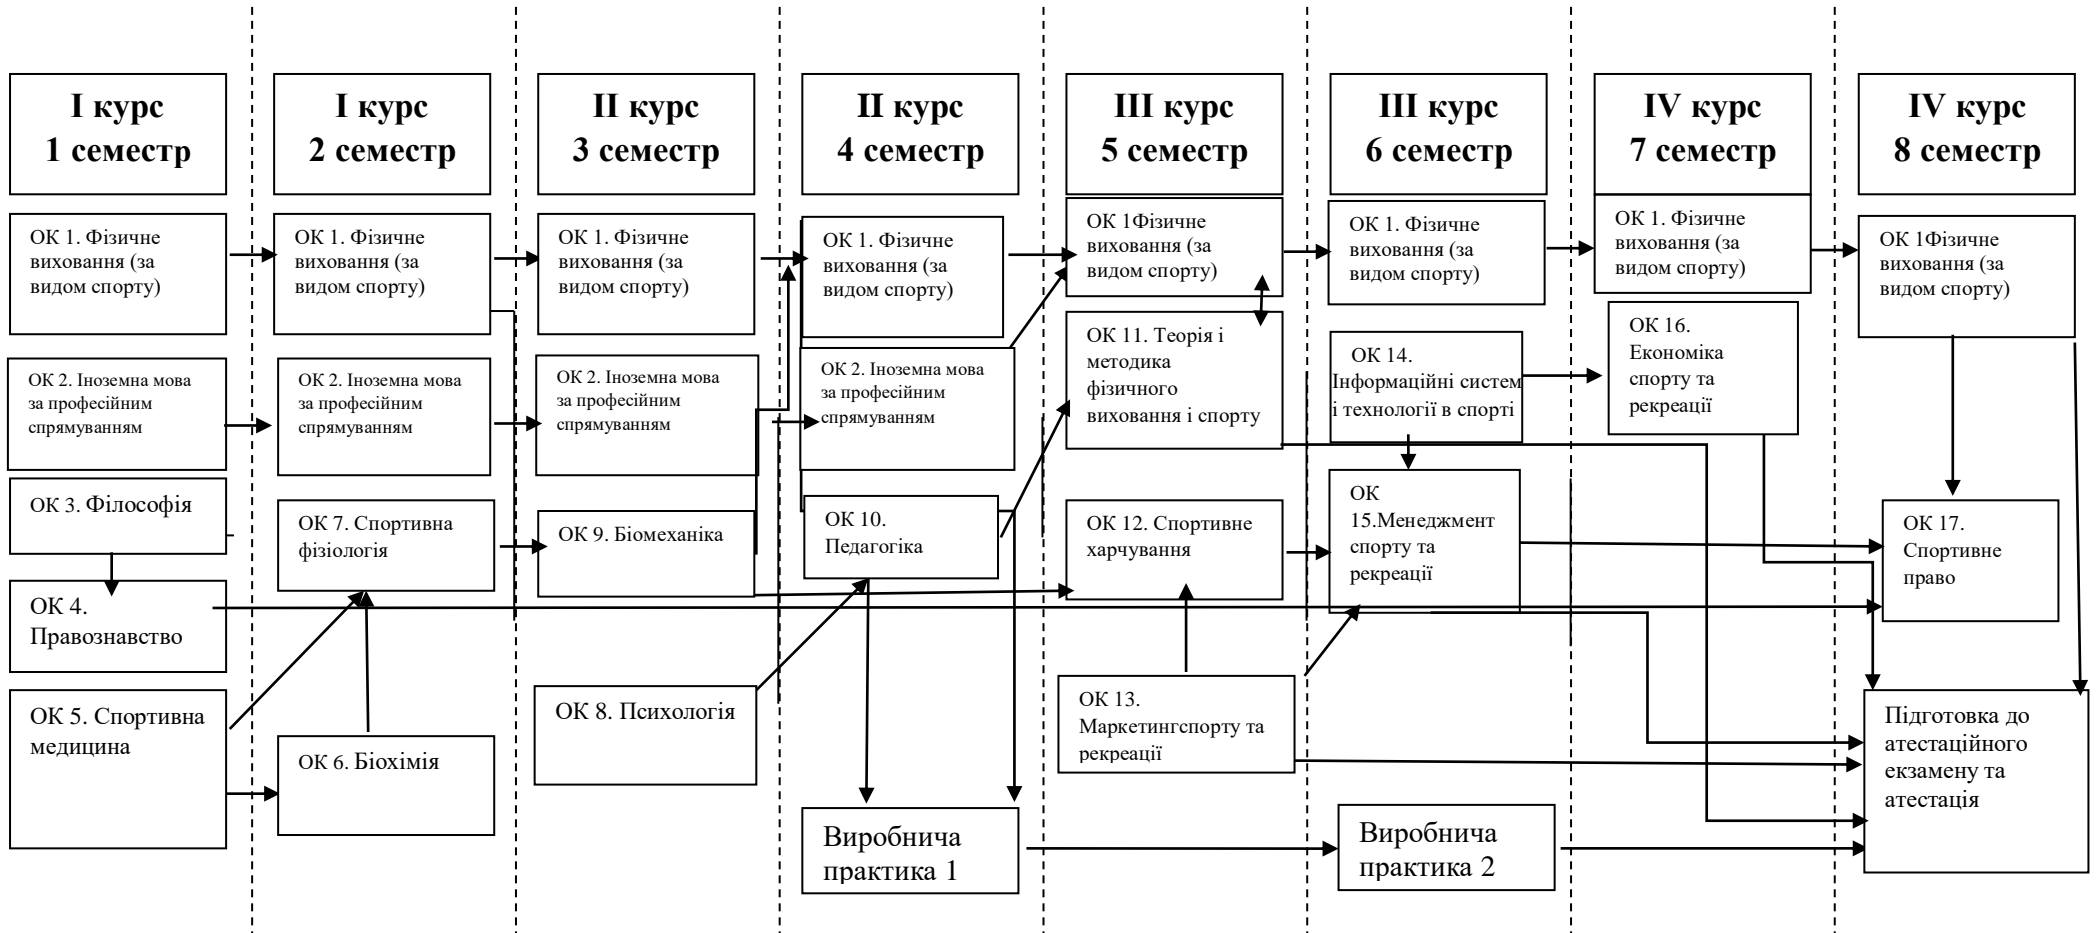 I курс
1 семестр
I курс
2 семестр
II курс
3 семестр
II курс
4 семестр
III курс
5 семестр
III курс
6 семестр
IV курс
7 семестр
IV курс
8 семестр
ОК 1. Фізичне
виховання (за
видом спорту)
ОК 1. Фізичне
виховання (за
видом спорту)
ОК 1. Фізичне
виховання (за
видом спорту)
ОК 1. Фізичне
виховання (за
видом спорту)
ОК 1Фізичне
виховання (за
видом спорту)
ОК 1. Фізичне
виховання (за
видом спорту)
ОК 1. Фізичне
виховання (за
видом спорту)
ОК 1Фізичне
виховання (за
видом спорту)
ОК 2. Іноземна мова
за професійним
спрямуванням
ОК 2. Іноземна мова
за професійним
спрямуванням
ОК 2. Іноземна мова
за професійним
спрямуванням
ОК 2. Іноземна мова
за професійним
спрямуванням
ОК 11. Теорія і
методика
фізичного
виховання і спорту
ОК 14.
Інформаційні систем
і технології в спорті
ОК 16.
Економіка
спорту та
рекреації
ОК 3. Філософія
ОК 7. Спортивна
фізіологія
ОК 9. Біомеханіка
ОК 10.
Педагогіка
ОК 12. Спортивне
харчування
ОК
15.Менеджмент
спорту та
рекреації
ОК 17.
Спортивне
право
ОК 4.
Правознавство
ОК 5. Спортивна
медицина
ОК 6. Біохімія
ОК 8. Психологія
ОК 13.
Маркетингспорту та
рекреації
Підготовка до
атестаційного
екзамену та
атестація
Виробнича
практика 1
Виробнича
практика 2